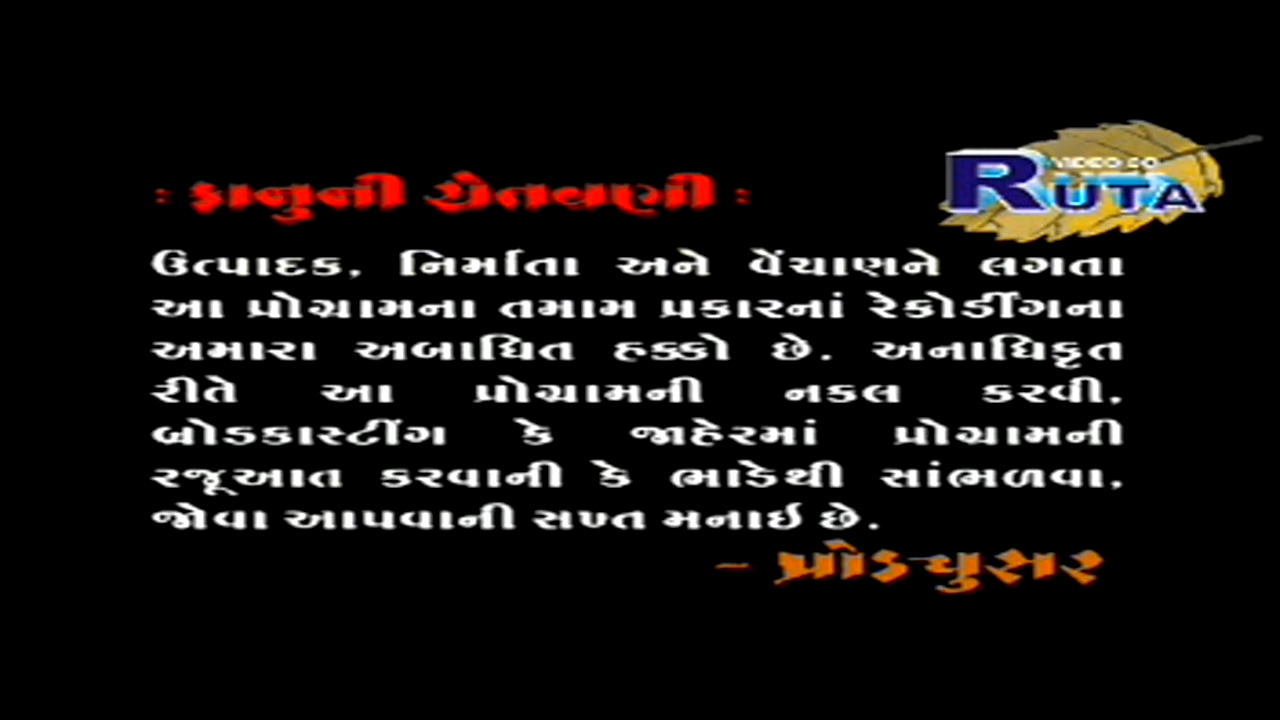 : કાનુની ચેતવણી :
VIDEO CO
RUTA
ઉત્પાદક, નિર્માતા અને વેંચાણને લગતા
આ પ્રોગ્રામના તમામ પ્રકારનાં રેકોર્ડીંગના
અમારા અબાધિત હક્કો છે. અનાધિકૃત
રીતે આ પ્રોગ્રામની નકલ કરવી,
બ્રોડકાસ્ટીંગ કે જાહેરમાં પ્રોગ્રામની
રજૂઆત કરવાની કે ભાડેથી સાંભળવા,
જોવા આપવાની સખ્ત મનાઇ છે.
- પ્રોડ્યુસર